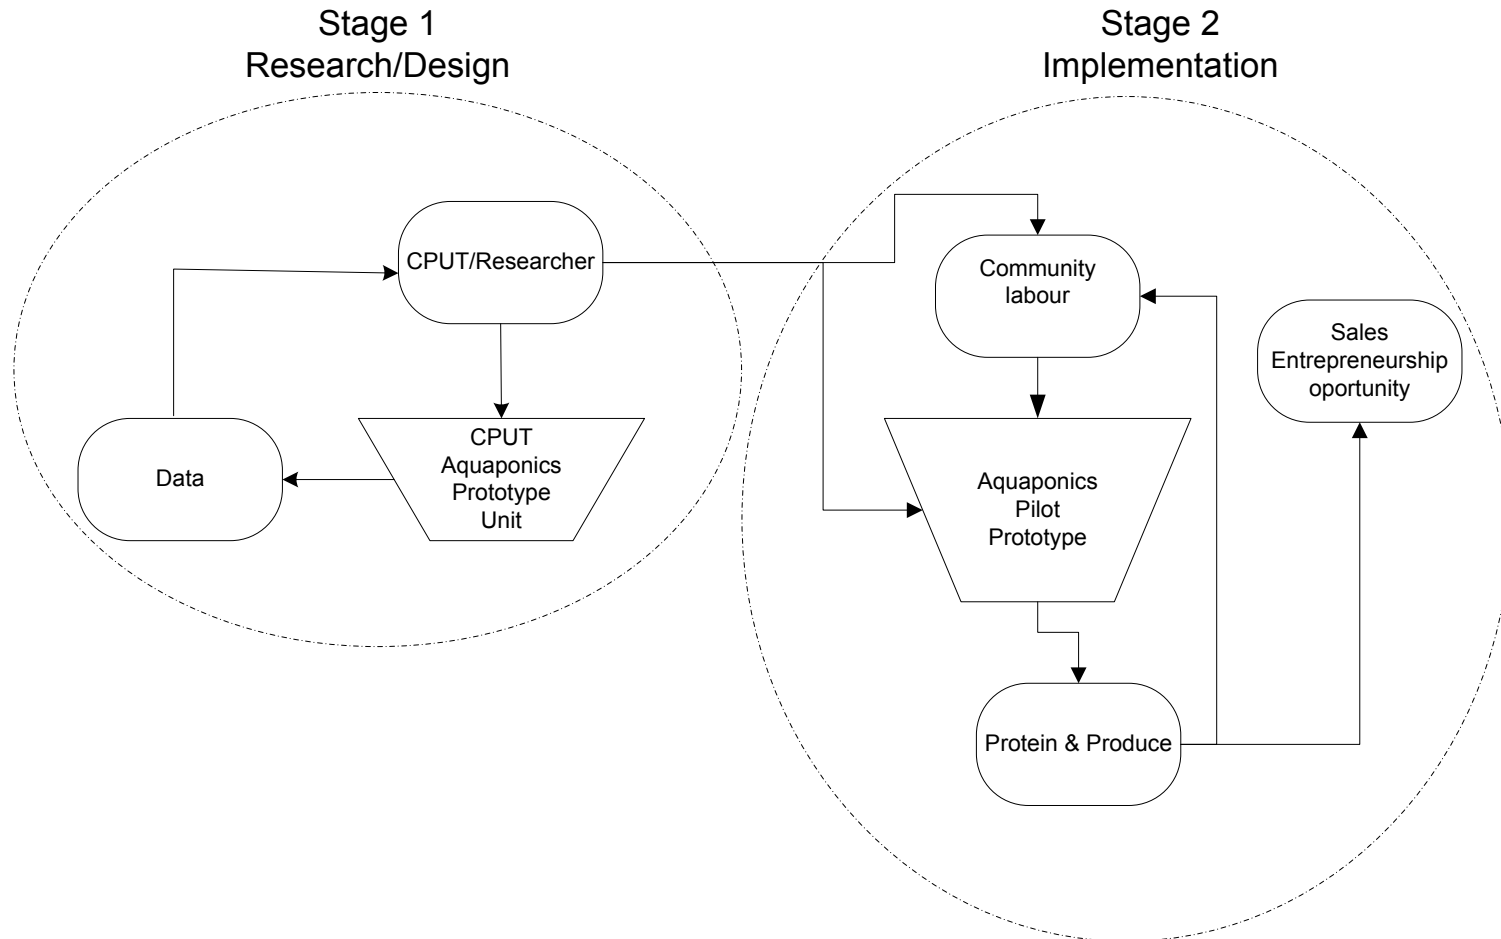 Stage 1
Research/Design
Stage 2
Implementation
CPUT/Researcher
CPUT
Aquaponics
Prototype
Unit
Data
Community
labour
Aquaponics
Pilot
Prototype
Protein & Produce
Sales
Entrepreneurship
oportunity